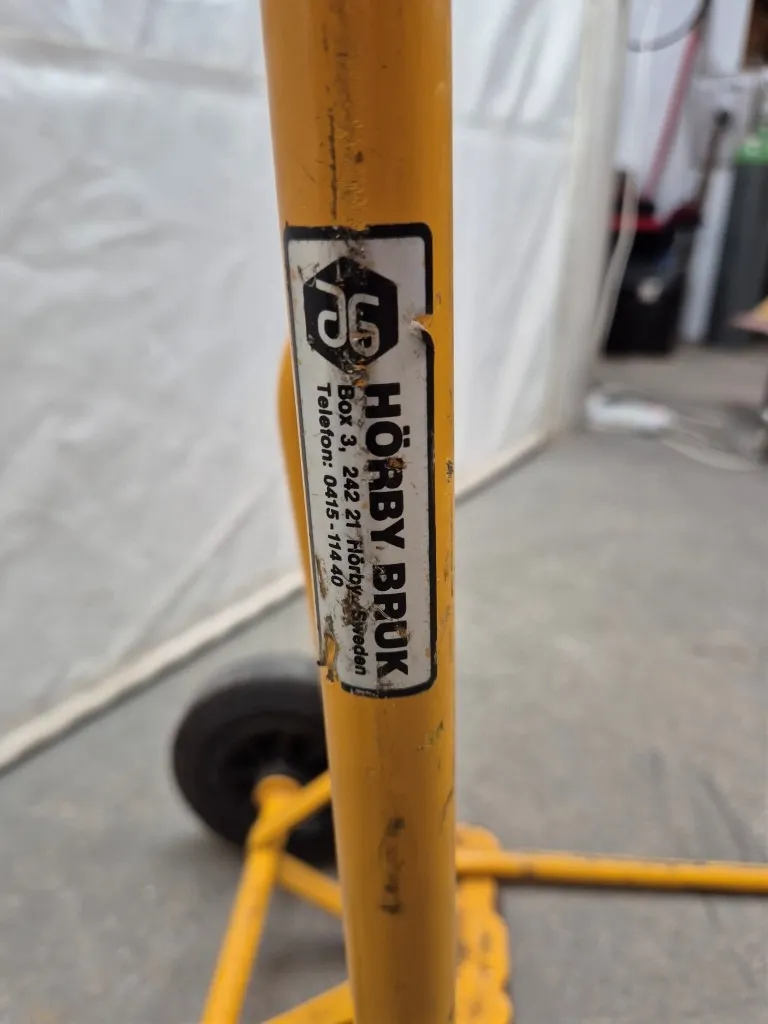 HÖRBY BRUK
Box 3, 242 21 Hörby, Sweden
Telefon: 0415-114 40